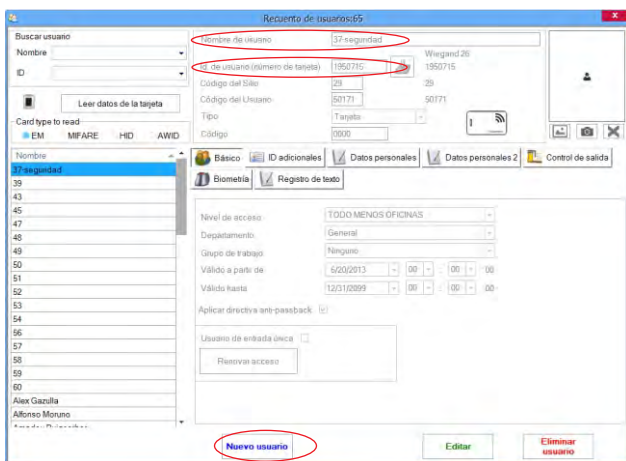 Recuento de usuarios:65
x
Buscar usuario
Nombre
ID
Leer datos de la tarjeta
Card type to read
EM MIFARE HID AWID
Nombre
37-seguridad
39
43
45
47
48
49
50
51
52
53
54
56
57
58
59
60
Alex Gazulla
Alfonso Moruno
Nombre de usuario 37-seguridad
Wiegand 26
Id. de usuario (número de tarjeta) 1950715 1950715
Código del Sitio 29 29
Código del Usuario 50171 50171
Tipo Tarjeta
Código 0000
Básico ID adicionales Datos personales Datos personales 2 Control de salida
Biometría Registro de texto
Nivel de acceso TODO MENOS OFICINAS
Departamento General
Grupo de trabajo Ninguno
Válido a partir de 6/20/2013 00 : 00 : 00
Válido hasta 12/31/2099 00 : 00 : 00
Aplicar directiva anti-passback
Usuario de entrada única
Renovar acceso
Nuevo usuario
Editar
Eliminar
usuario